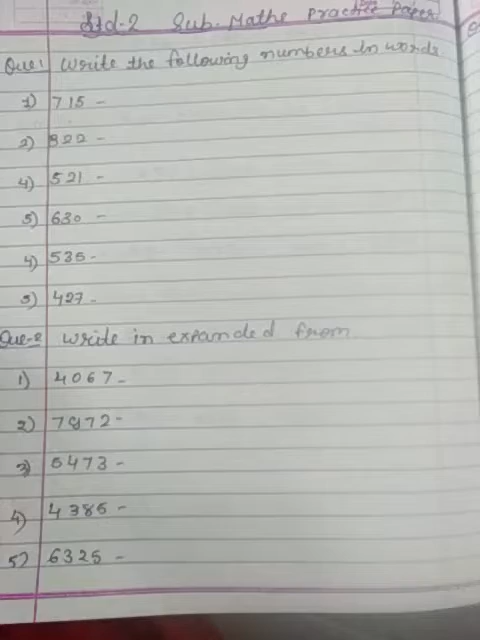 Std-2 Sub. Maths Practice Paper
Que:1 Write the following numbers In words
1) 715 -
2) 822 -
4) 521 -
5) 630 -
4) 535 -
5) 427 -
Que-2 Write in expanded from
1) 4067 -
2) 7972 -
3) 5473 -
4) 4385 -
5) 6325 -